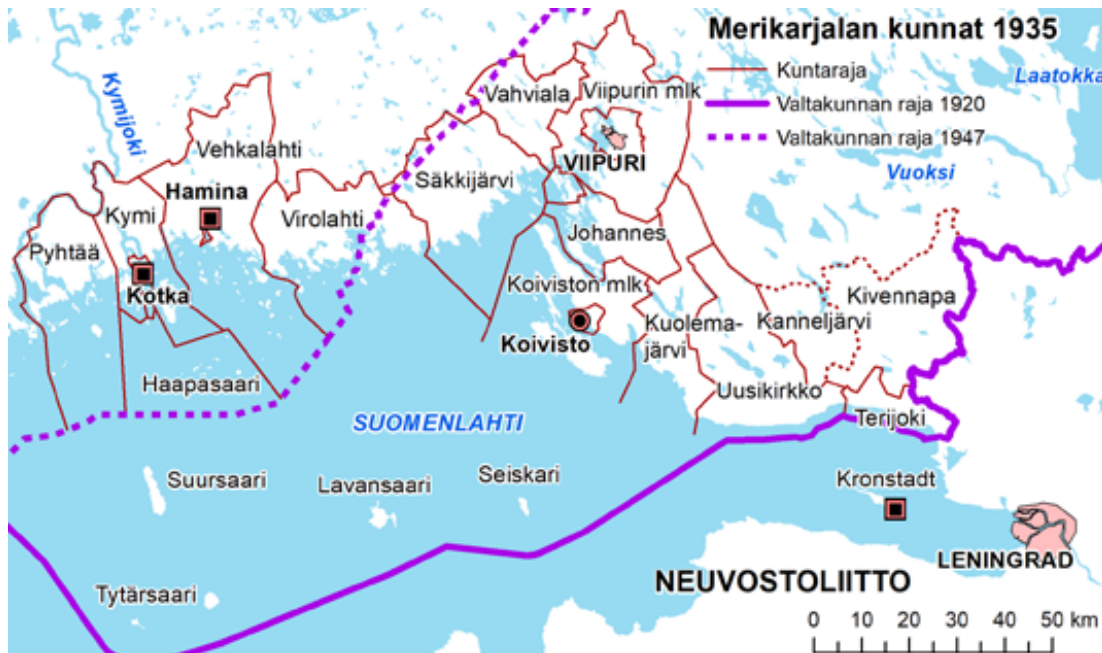 Merikarjalan kunnat 1935
Kuntaraja
Valtakunnan raja 1920
Valtakunnan raja 1947
Laatokka
Kymijoki
Vahviala
Viipurin mlk
Vehkalahti
VIIPURI
Vuoksi
Säkkijärvi
Hamina
Kymi
Virolahti
Johannes
Pyhtää
Koiviston mlk
Kotka
Kivennapa
Kuolema-
järvi
Kanneljärvi
Koivisto
Haapasaari
Uusikirkko
SUOMENLAHTI
Terijoki
Suursaari
Lavansaari
Seiskari
Kronstadt
LENINGRAD
NEUVOSTOLIITTO
Tytärsaari
0 10 20 30 40 50 km